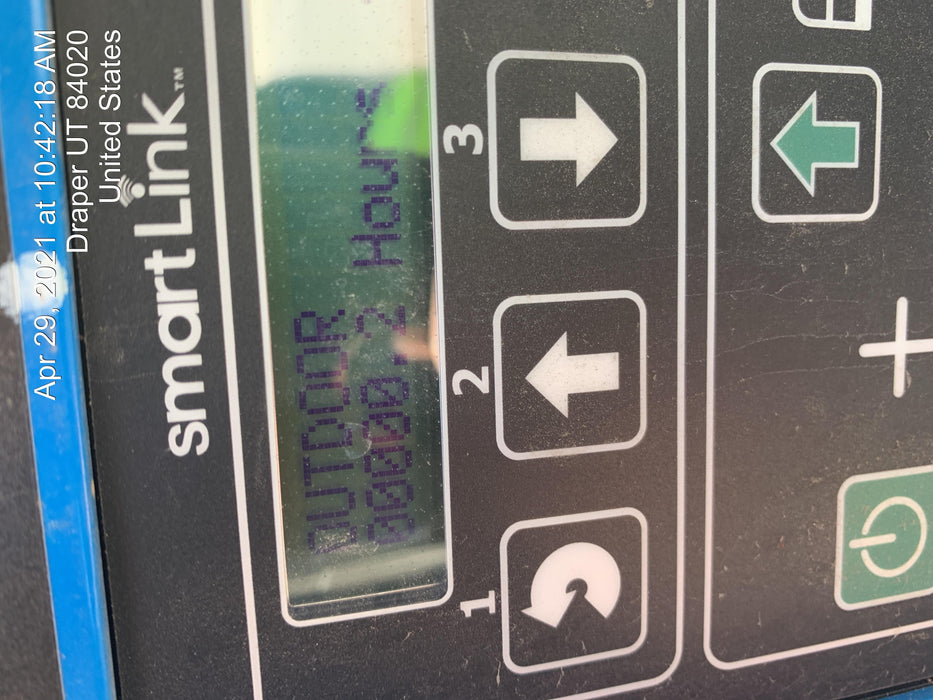 Apr 29, 2021 at 10:42:18 AM
Draper UT 84020
United States
smartLink™
OUTDOOR
00000.2 Hours
1 2 3